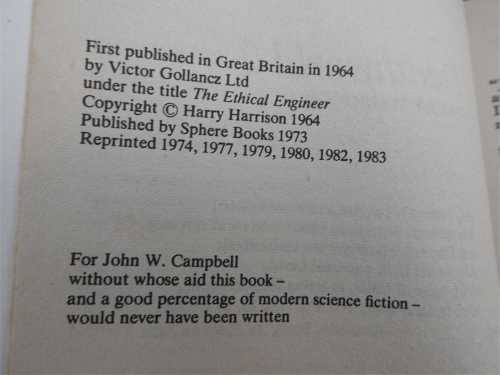 First published in Great Britain in 1964
by Victor Gollancz Ltd
under the title The Ethical Engineer
Copyright © Harry Harrison 1964
Published by Sphere Books 1973
Reprinted 1974, 1977, 1979, 1980, 1982, 1983
For John W. Campbell
without whose aid this book –
and a good percentage of modern science fiction –
would never have been written